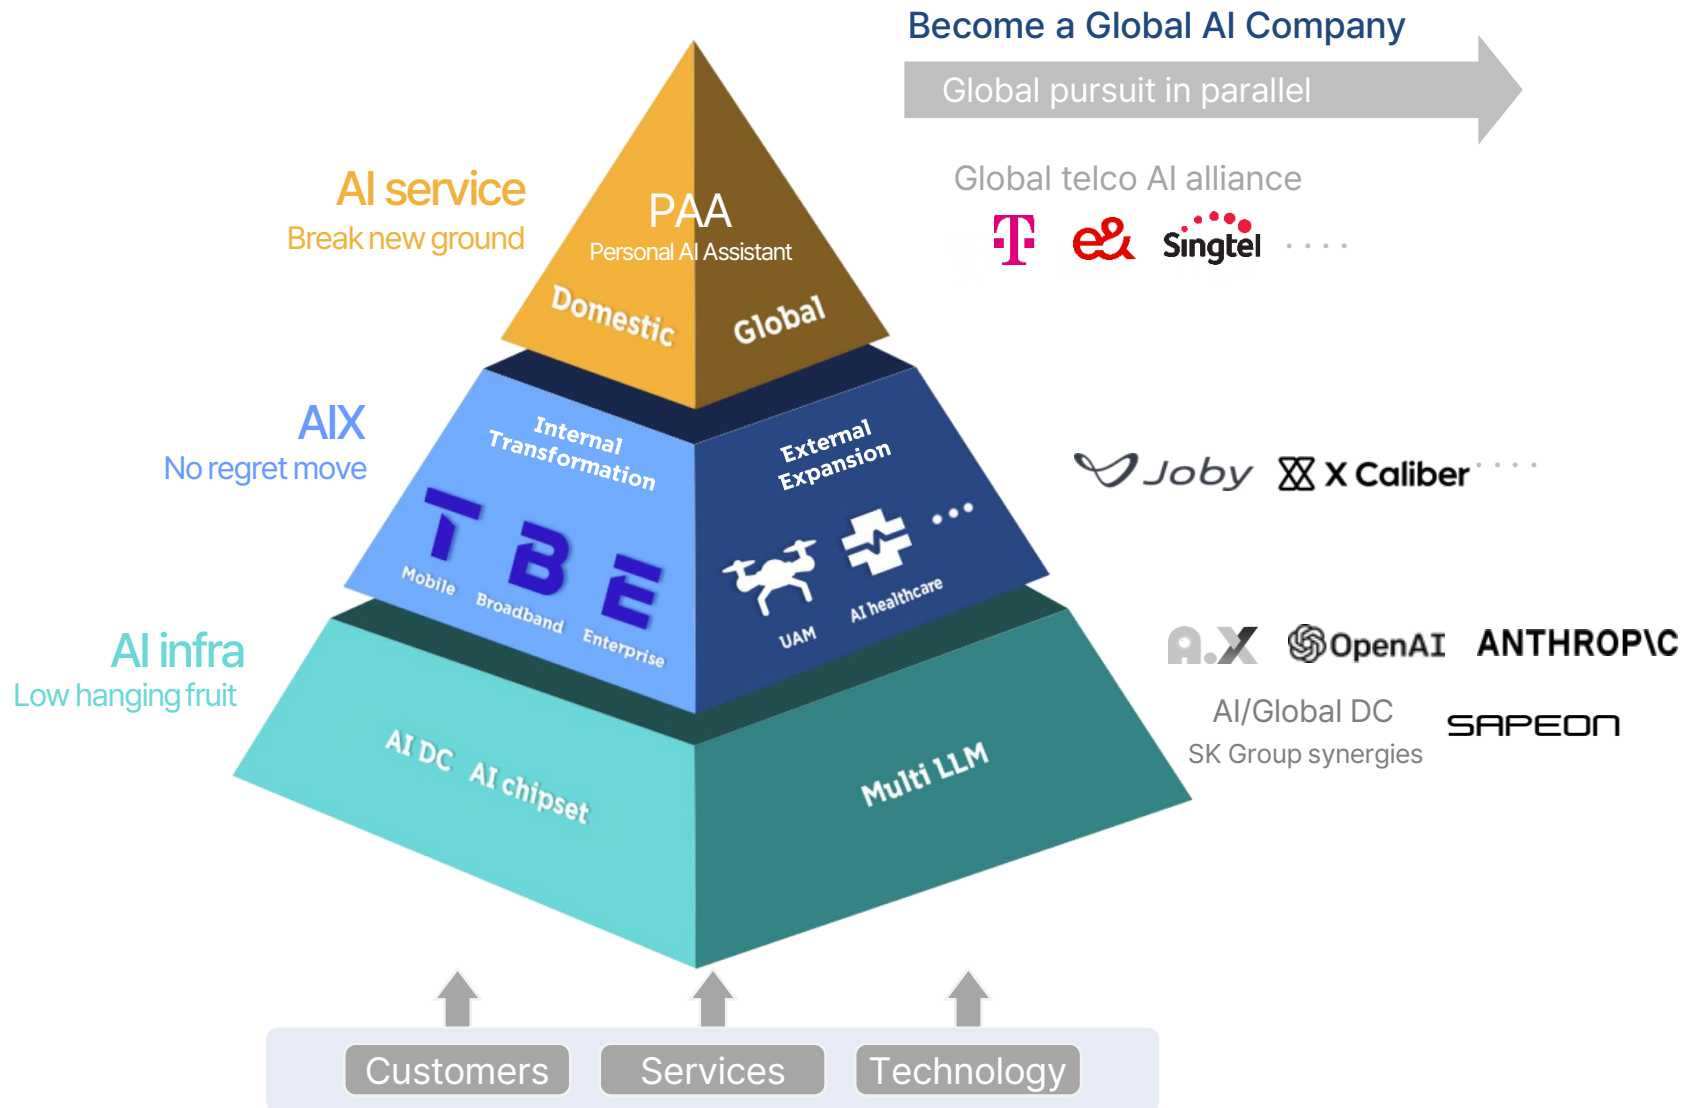 Become a Global AI Company
Global pursuit in parallel
AI service
Break new ground
PAA
Personal AI Assistant
Domestic
Global
Global telco AI alliance
T
e&
Singtel
....
AIX
No regret move
Internal
Transformation
T
Mobile
B
Broadband
E
Enterprise
External
Expansion
UAM
AI healthcare
...
Joby
X Caliber
....
AI infra
Low hanging fruit
AI DC AI chipset
Multi LLM
A.X
OpenAI
ANTHROP\C
AI/Global DC
SK Group synergies
SAPEON
Customers
Services
Technology